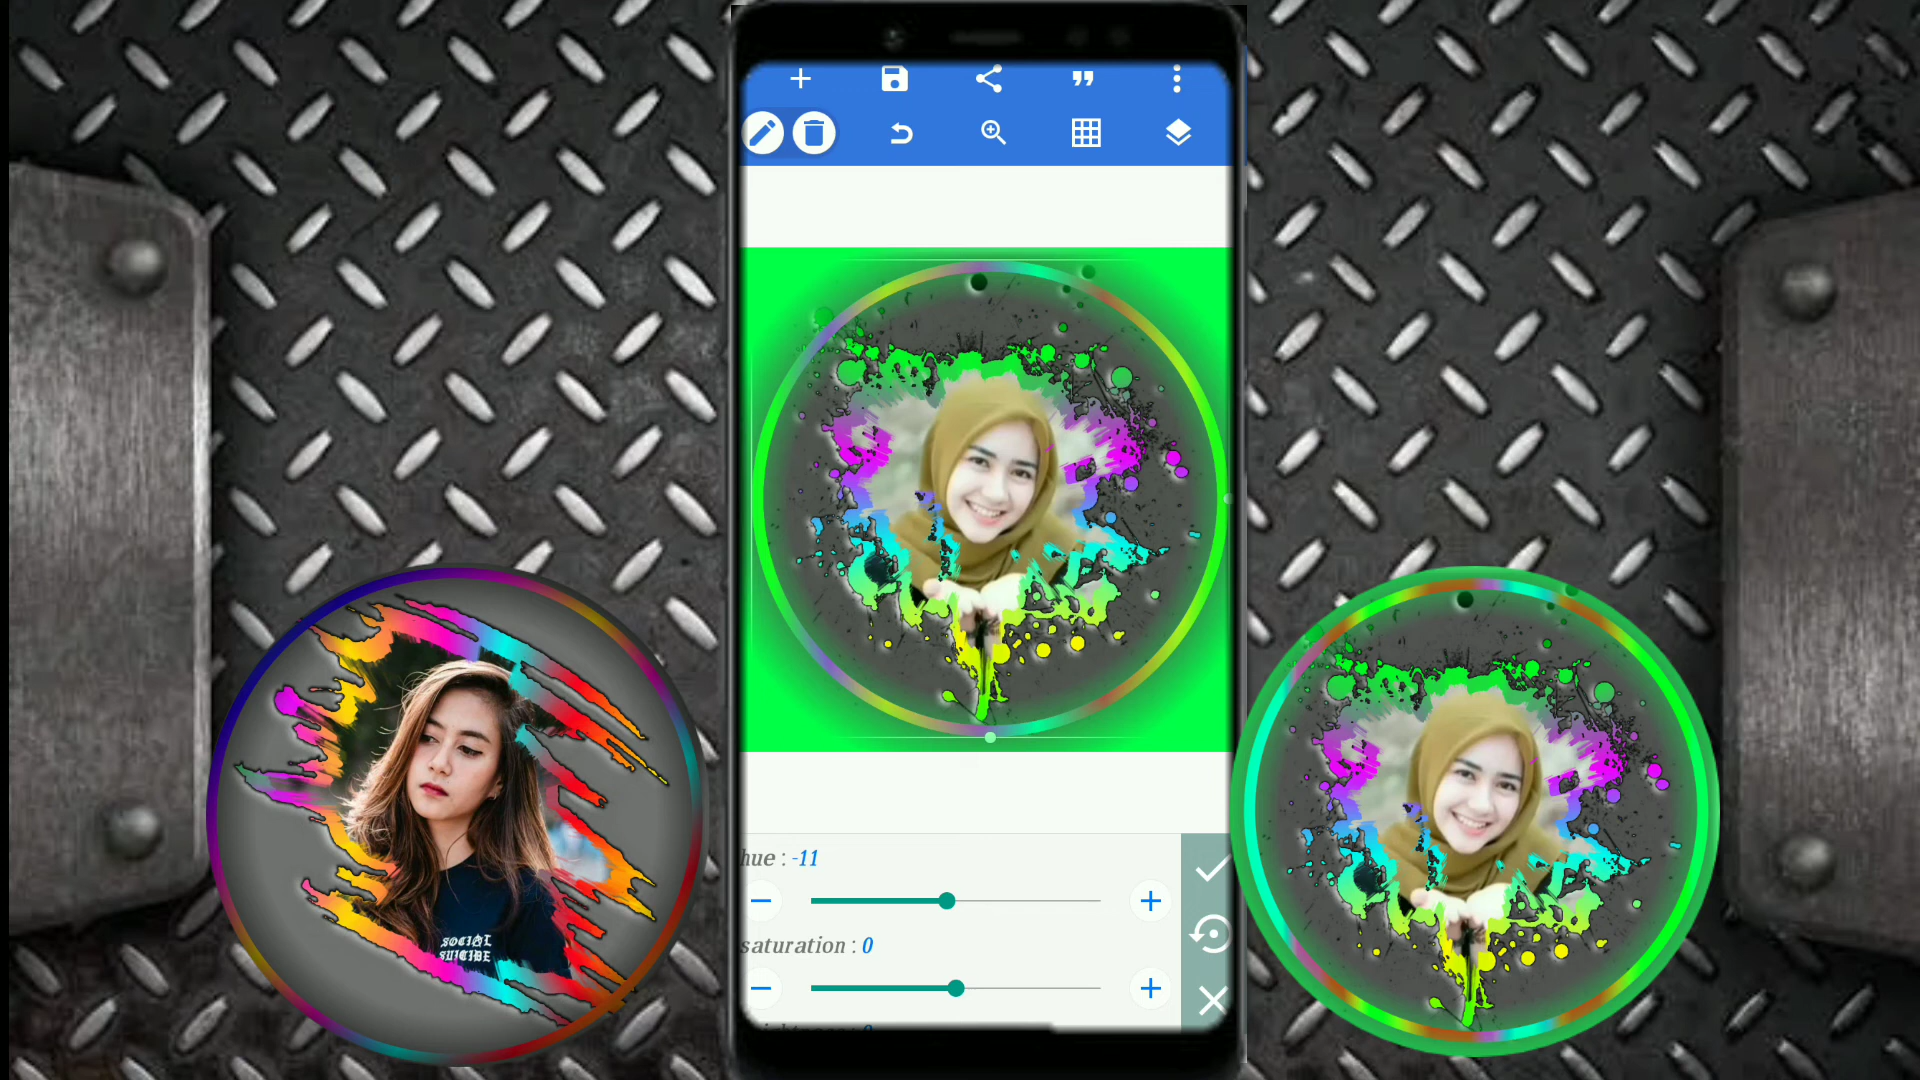 hue : -11
saturation : 0
SOCIAL
SUICIDE